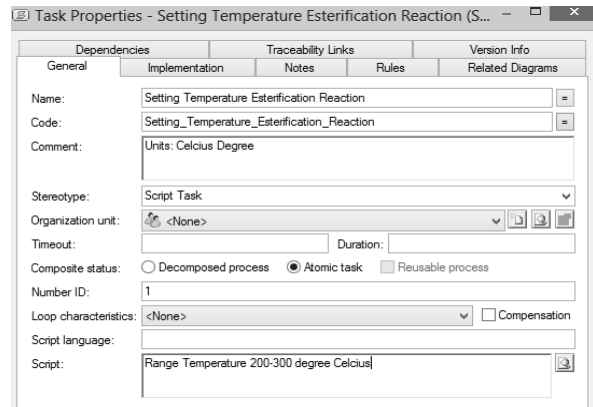 Task Properties - Setting Temperature Esterification Reaction (S...
Dependencies Traceability Links Version Info
General Implementation Notes Rules Related Diagrams
Name: Setting Temperature Esterification Reaction =
Code: Setting_Temperature_Esterification_Reaction =
Comment: Units: Celcius Degree
Stereotype: Script Task
Organization unit: <None>
Timeout: Duration:
Composite status: Decomposed process Atomic task Reusable process
Number ID: 1
Loop characteristics: <None> Compensation
Script language:
Script: Range Temperature 200-300 degree Celcius